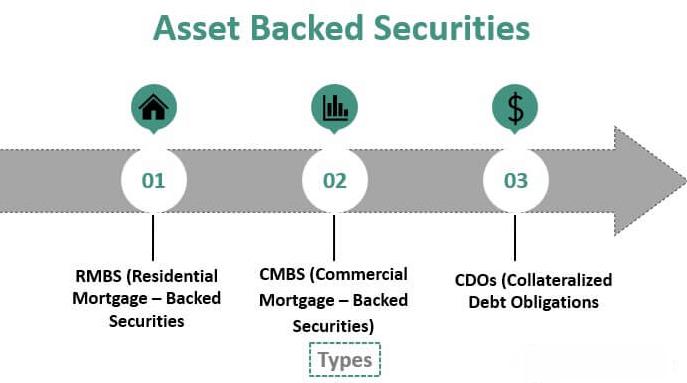 Asset Backed Securities
01
02
03
RMBS (Residential
Mortgage – Backed
Securities
CMBS (Commercial
Mortgage – Backed
Securities)
CDOs (Collateralized
Debt Obligations
Types